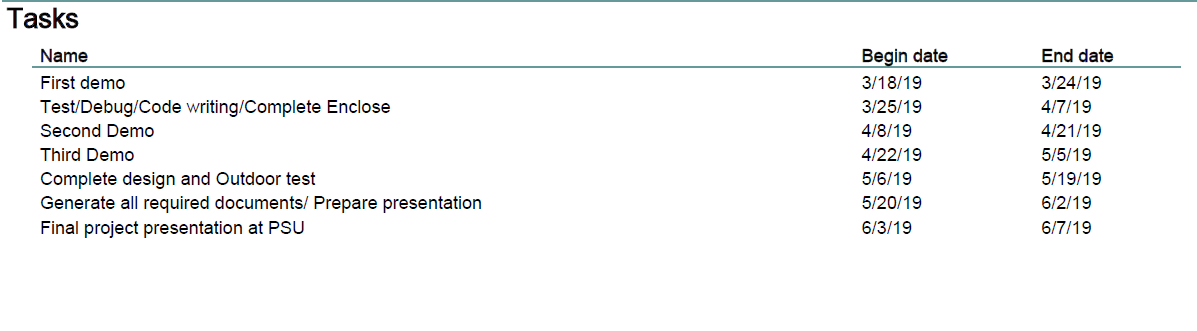 Tasks
Name Begin date End date
First demo 3/18/19 3/24/19
Test/Debug/Code writing/Complete Enclose 3/25/19 4/7/19
Second Demo 4/8/19 4/21/19
Third Demo 4/22/19 5/5/19
Complete design and Outdoor test 5/6/19 5/19/19
Generate all required documents/ Prepare presentation 5/20/19 6/2/19
Final project presentation at PSU 6/3/19 6/7/19